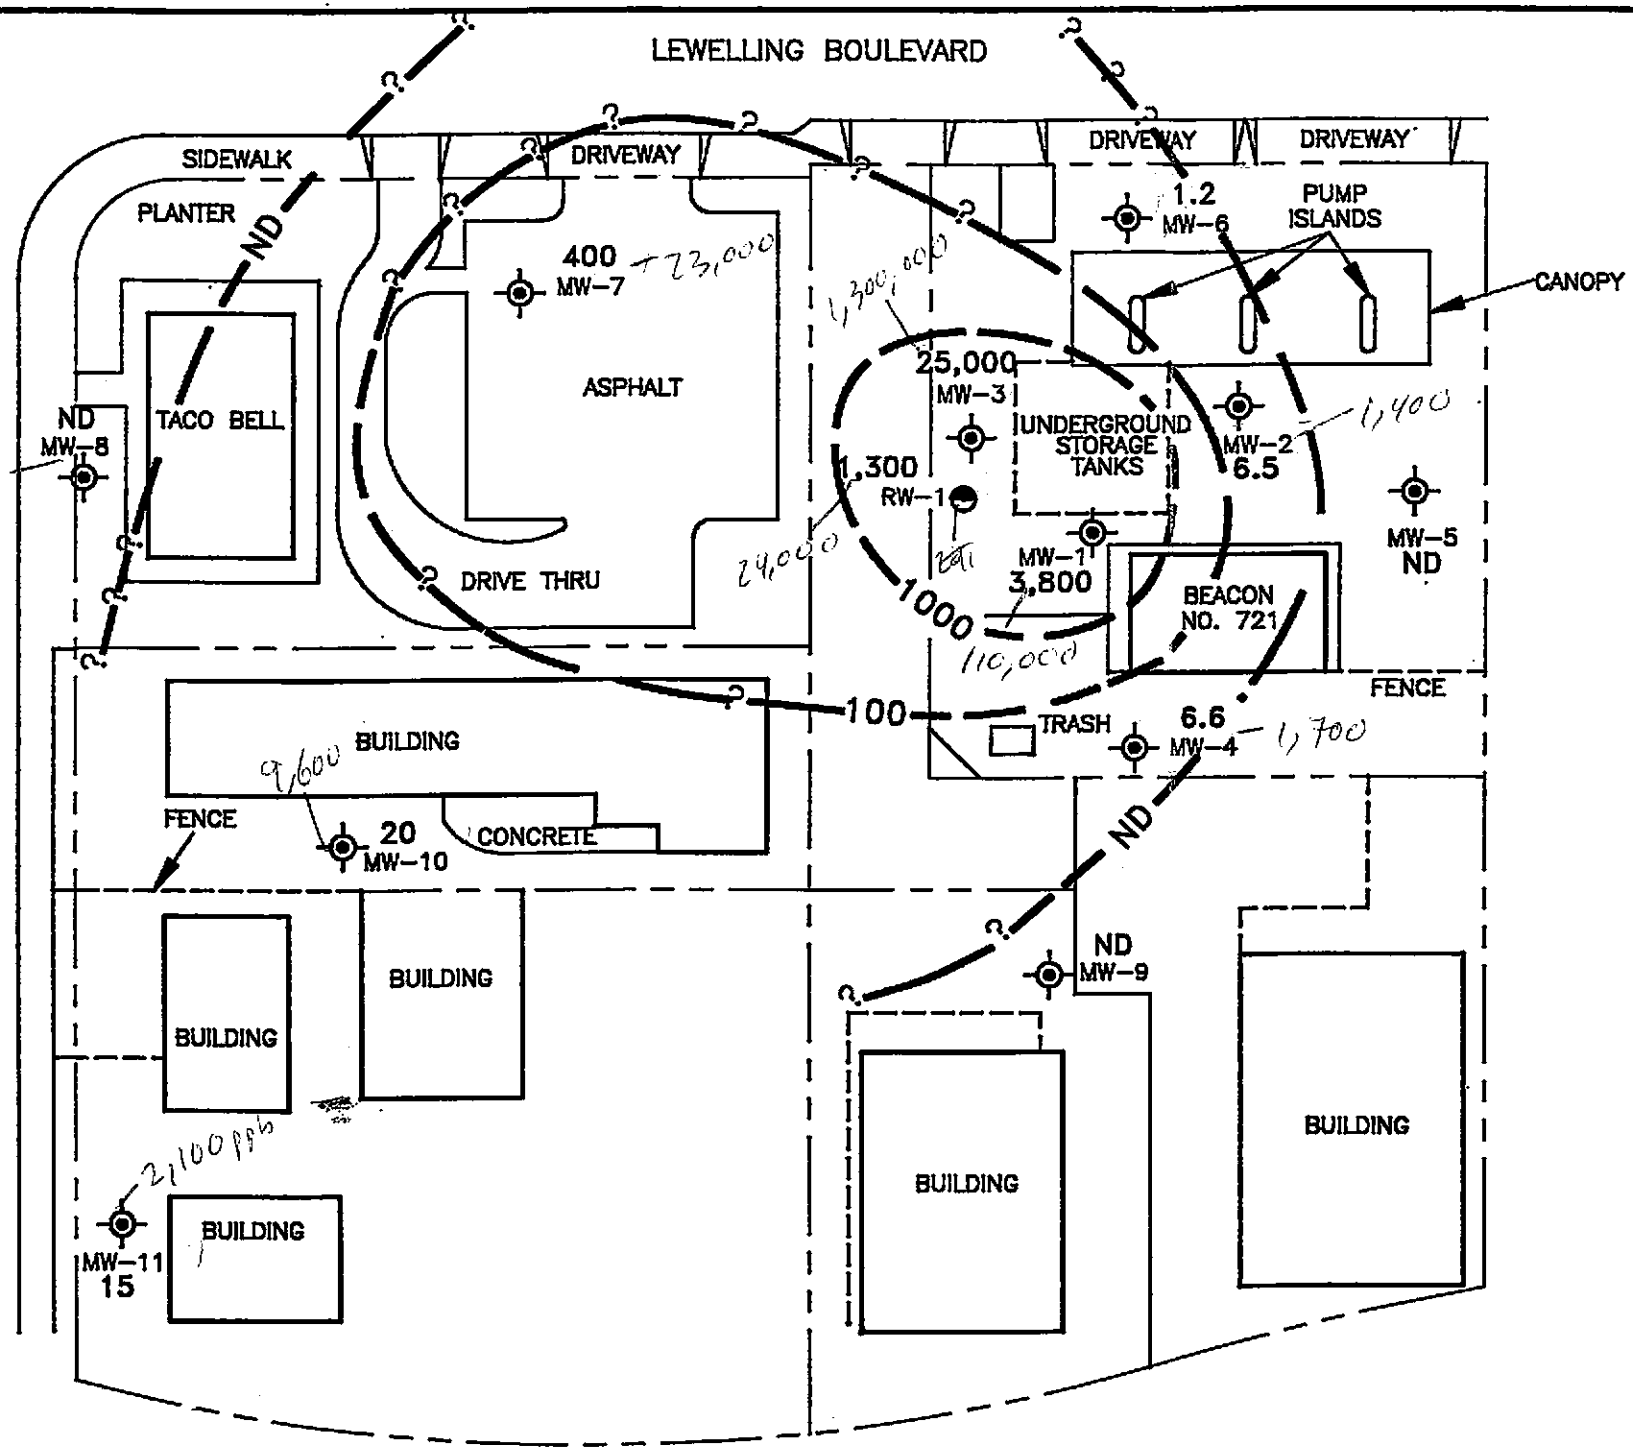 ?
?
LEWELLING BOULEVARD
?
?
?
?
?
SIDEWALK
?
DRIVEWAY
?
DRIVEWAY
DRIVEWAY
PLANTER
?
?
1.2
MW-6
PUMP
ISLANDS
ND
400
MW-7
23,000
1,300,000
?
CANOPY
25,000
MW-3
ASPHALT
ND
MW-8
TACO BELL
UNDERGROUND
STORAGE
TANKS
MW-2
6.5
1,400
1,300
RW-1
MW-5
ND
?
24,000
MW-1
3,800
?
DRIVE THRU
?
1000
BEACON
NO. 721
110,000
?
FENCE
?
100
TRASH
6.6
MW-4
1,700
BUILDING
9,600
FENCE
20
MW-10
CONCRETE
ND
?
ND
MW-9
BUILDING
?
BUILDING
2,100 ppb
BUILDING
BUILDING
BUILDING
MW-11
15